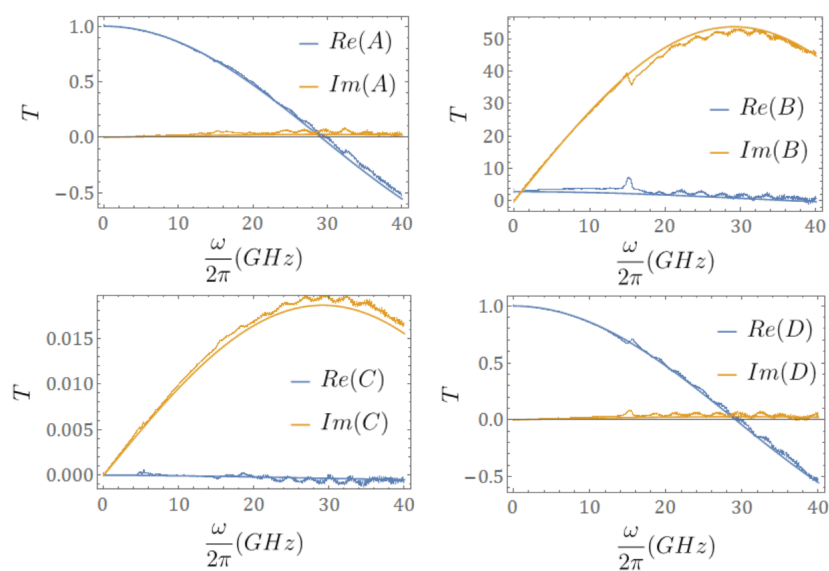 1.0
0.5
0.0
−0.5
T
Re(A)
Im(A)
0 10 20 30 40
ω/2π (GHz)
50
40
30
20
10
0
T
Re(B)
Im(B)
0 10 20 30 40
ω/2π (GHz)
0.015
0.010
0.005
0.000
T
Re(C)
Im(C)
0 10 20 30 40
ω/2π (GHz)
1.0
0.5
0.0
−0.5
T
Re(D)
Im(D)
0 10 20 30 40
ω/2π (GHz)